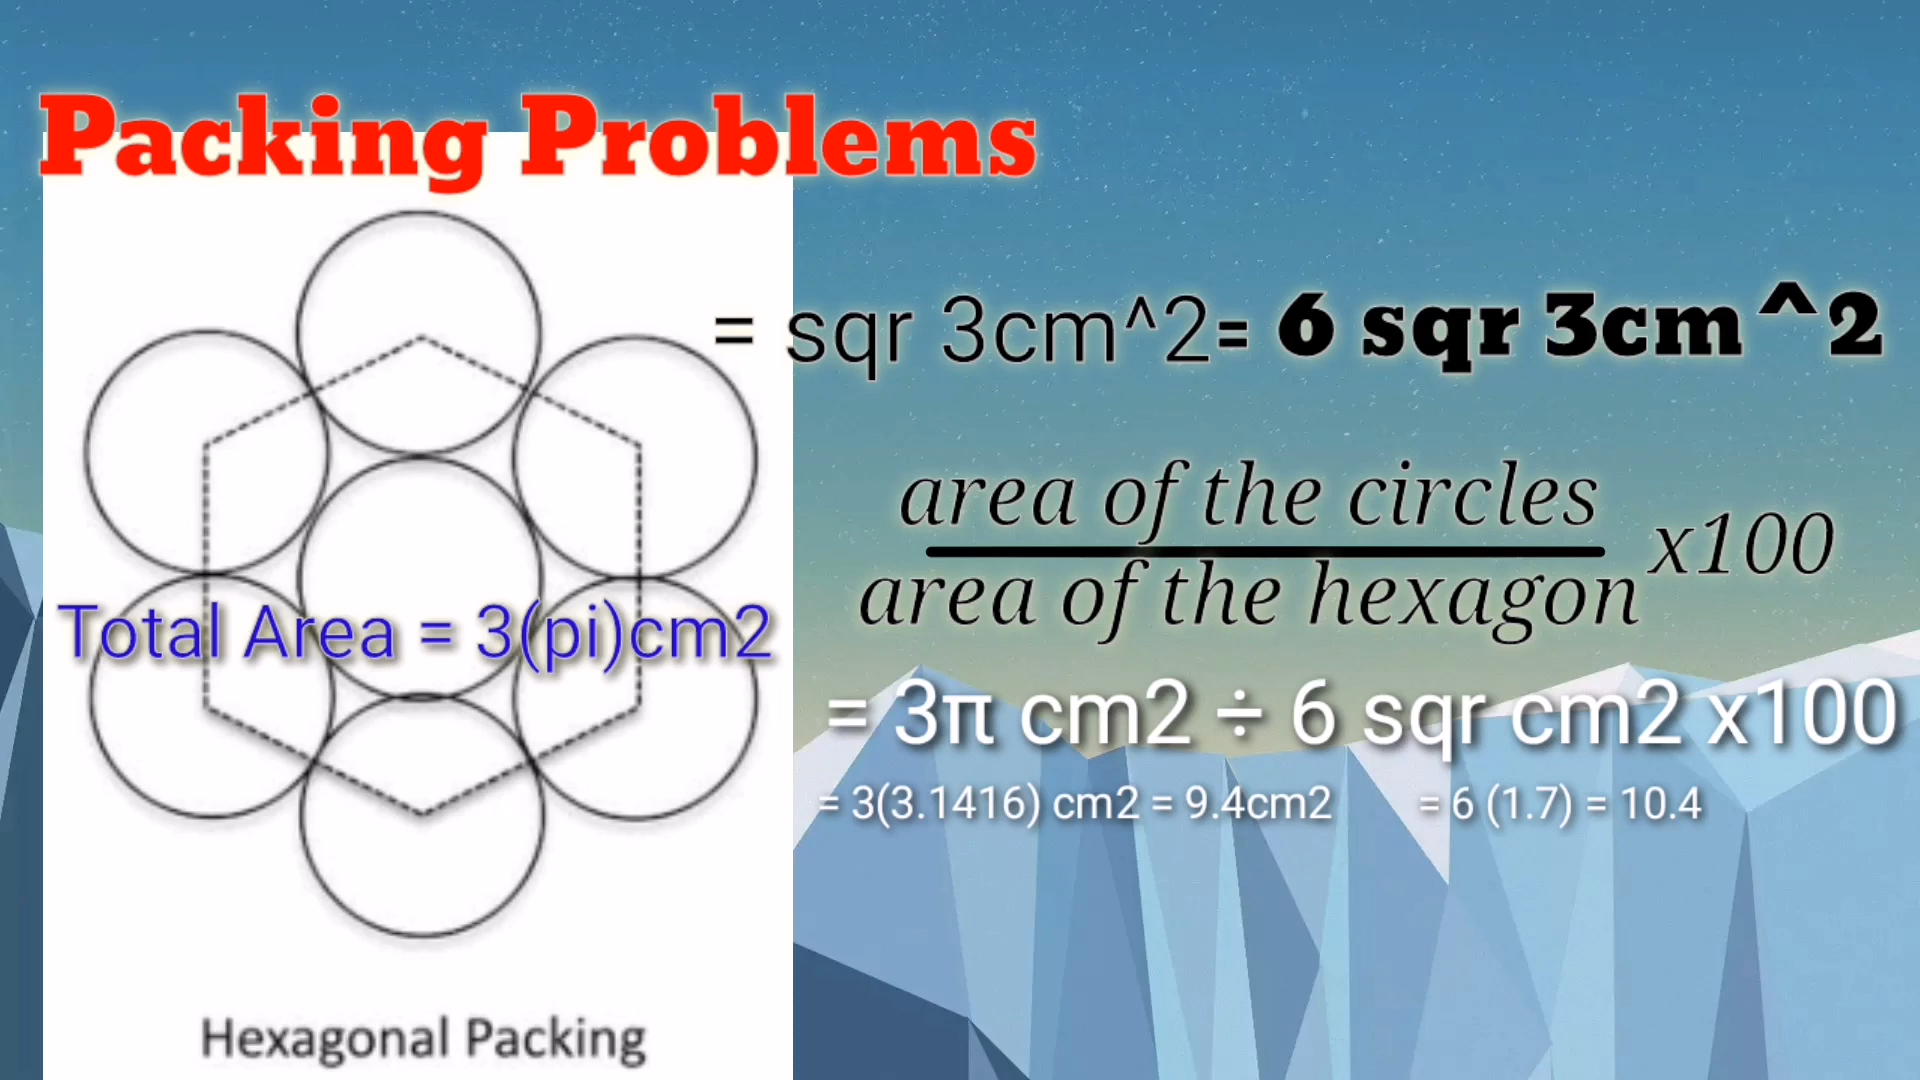 Packing Problems
= sqr 3cm^2= 6 sqr 3cm^2
area of the circles
area of the hexagon x100
Total Area = 3(pi)cm2
= 3π cm2 ÷ 6 sqr cm2 x100
= 3(3.1416) cm2 = 9.4cm2 = 6 (1.7) = 10.4
Hexagonal Packing